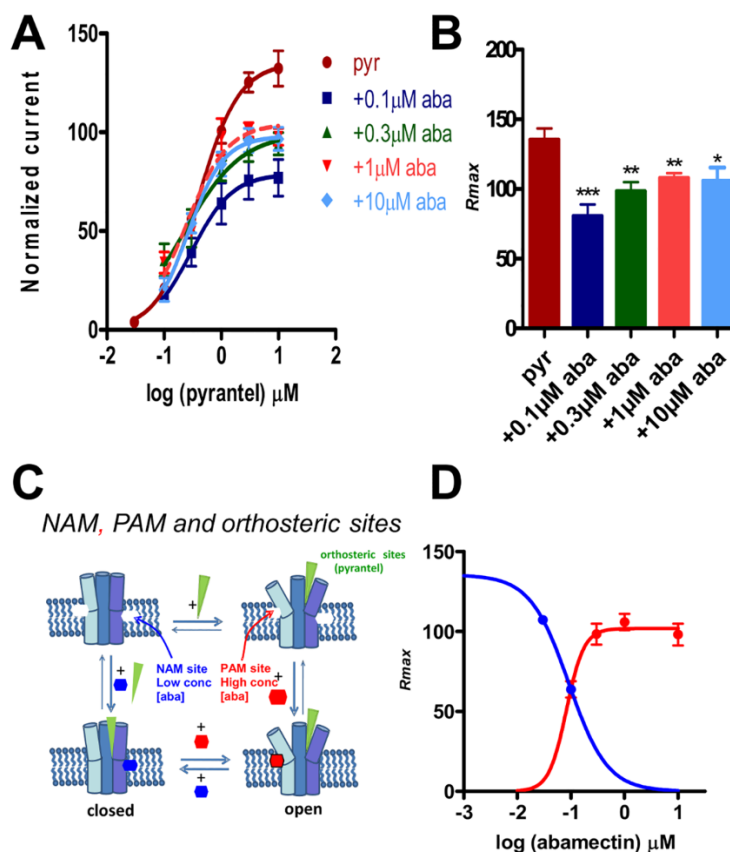 A
Normalized current
150
100
50
0
-2
-1
0
1
2
log (pyrantel) μM
pyr
+0.1μM aba
+0.3μM aba
+1μM aba
+10μM aba
B
Rmax
200
150
100
50
0
***
**
**
*
pyr
+0.1μM aba
+0.3μM aba
+1μM aba
+10μM aba
C
NAM, PAM and orthosteric sites
orthosteric sites
(pyrantel)
+
NAM site
Low conc
[aba]
PAM site
High conc
[aba]
+
+
+
+
closed
open
D
Rmax
150
100
50
0
-3
-2
-1
0
1
log (abamectin) μM